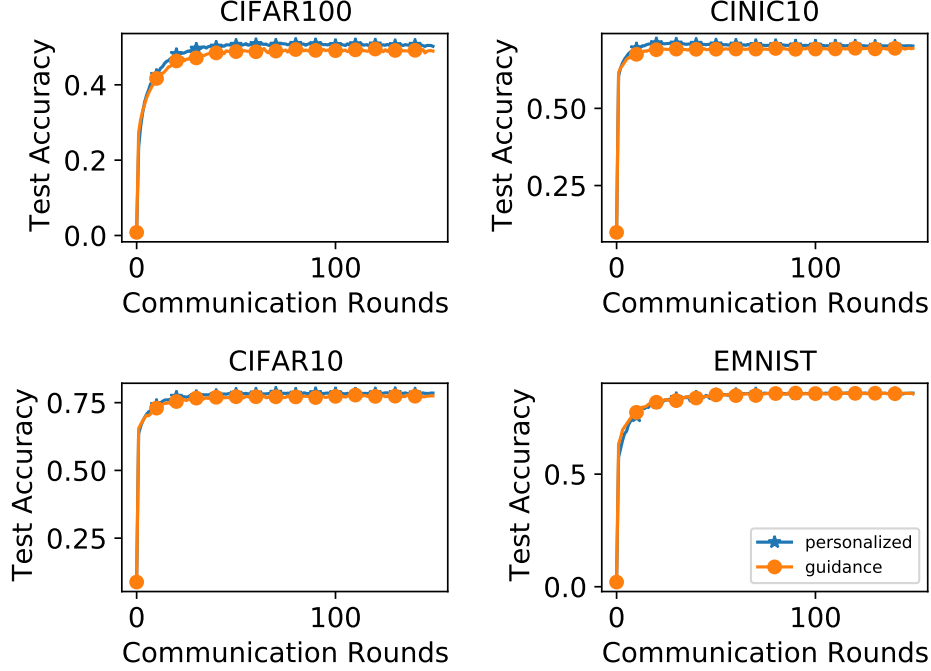 CIFAR100
Test Accuracy
0.4
0.2
0.0
0
100
Communication Rounds
CINIC10
Test Accuracy
0.50
0.25
0
100
Communication Rounds
CIFAR10
Test Accuracy
0.75
0.50
0.25
0
100
Communication Rounds
EMNIST
Test Accuracy
0.5
0.0
personalized
guidance
0
100
Communication Rounds